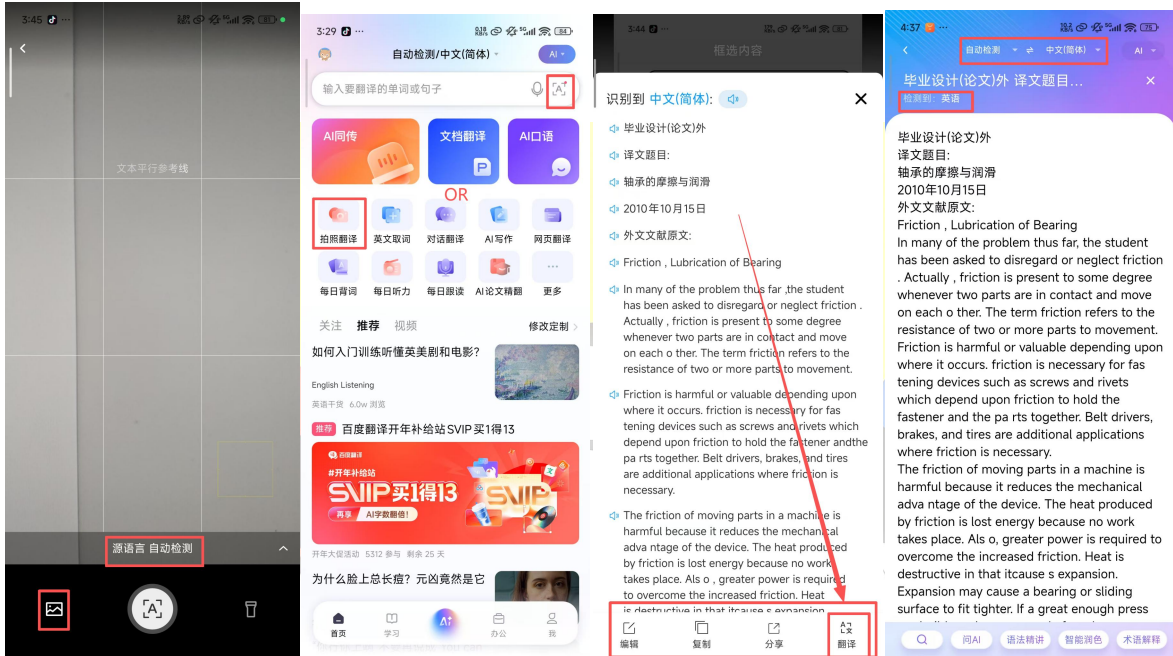 3:45
文本平行参考线
源语言 自动检测
3:29
84
自动检测/中文(简体)
AI
输入要翻译的单词或句子
AI同传
文档翻译
AI口语
OR
拍照翻译
英文取词
对话翻译
AI写作
网页翻译
每日背词
每日听力
每日跟读
AI论文精翻
更多
关注 推荐 视频
修改定制
如何入门训练听懂英美剧和电影?
English Listening
英语干货 6.0w 浏览
推荐 百度翻译开年补给站SVIP买1得13
百度翻译
#开年补给站
SVIP买1得13
再享 AI字数翻倍!
SVIP
开年大促活动 5312 参与 剩余 25 天
为什么脸上总长痘? 元凶竟然是它
首页
学习
办公
我
3:44
框选内容
识别到 中文(简体):
毕业设计(论文)外
译文题目:
轴承的摩擦与润滑
2010年10月15日
外文文献原文:
Friction , Lubrication of Bearing
In many of the problem thus far ,the student
has been asked to disregard or neglect friction .
Actually , friction is present to some degree
whenever two parts are in contact and move
on each o ther. The term friction refers to the
resistance of two or more parts to movement.
Friction is harmful or valuable depending upon
where it occurs. friction is necessary for fas
tening devices such as screws and rivets which
depend upon friction to hold the fastener andthe
pa rts together. Belt drivers, brakes, and tires
are additional applications where friction is
necessary.
The friction of moving parts in a machine is
harmful because it reduces the mechanical
adva ntage of the device. The heat produced
by friction is lost energy because no work
takes place. Als o , greater power is required
to overcome the increased friction. Heat
is destructive in that itcause s expansion.
编辑
复制
分享
翻译
4:37
75
自动检测
中文(简体)
AI
毕业设计(论文)外 译文题目...
检测到: 英语
毕业设计(论文)外
译文题目:
轴承的摩擦与润滑
2010年10月15日
外文文献原文:
Friction , Lubrication of Bearing
In many of the problem thus far, the student
has been asked to disregard or neglect friction
. Actually , friction is present to some degree
whenever two parts are in contact and move
on each o ther. The term friction refers to the
resistance of two or more parts to movement.
Friction is harmful or valuable depending upon
where it occurs. friction is necessary for fas
tening devices such as screws and rivets
which depend upon friction to hold the
fastener and the pa rts together. Belt drivers,
brakes, and tires are additional applications
where friction is necessary.
The friction of moving parts in a machine is
harmful because it reduces the mechanical
adva ntage of the device. The heat produced
by friction is lost energy because no work
takes place. Als o, greater power is required to
overcome the increased friction. Heat is
destructive in that itcause s expansion.
Expansion may cause a bearing or sliding
surface to fit tighter. If a great enough press
问AI
语法精讲
智能润色
术语解释